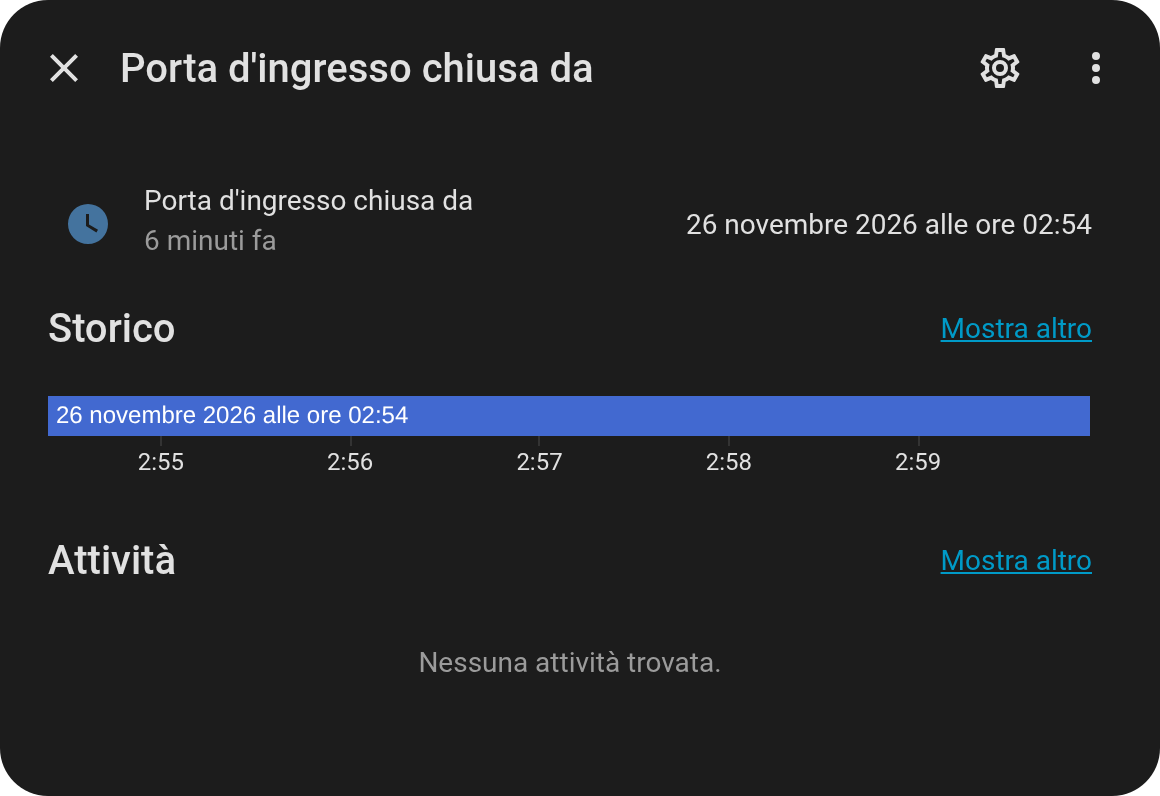 Porta d'ingresso chiusa da
Porta d'ingresso chiusa da
6 minuti fa
26 novembre 2026 alle ore 02:54
Storico
Mostra altro
26 novembre 2026 alle ore 02:54
2:55 2:56 2:57 2:58 2:59
Attività
Mostra altro
Nessuna attività trovata.